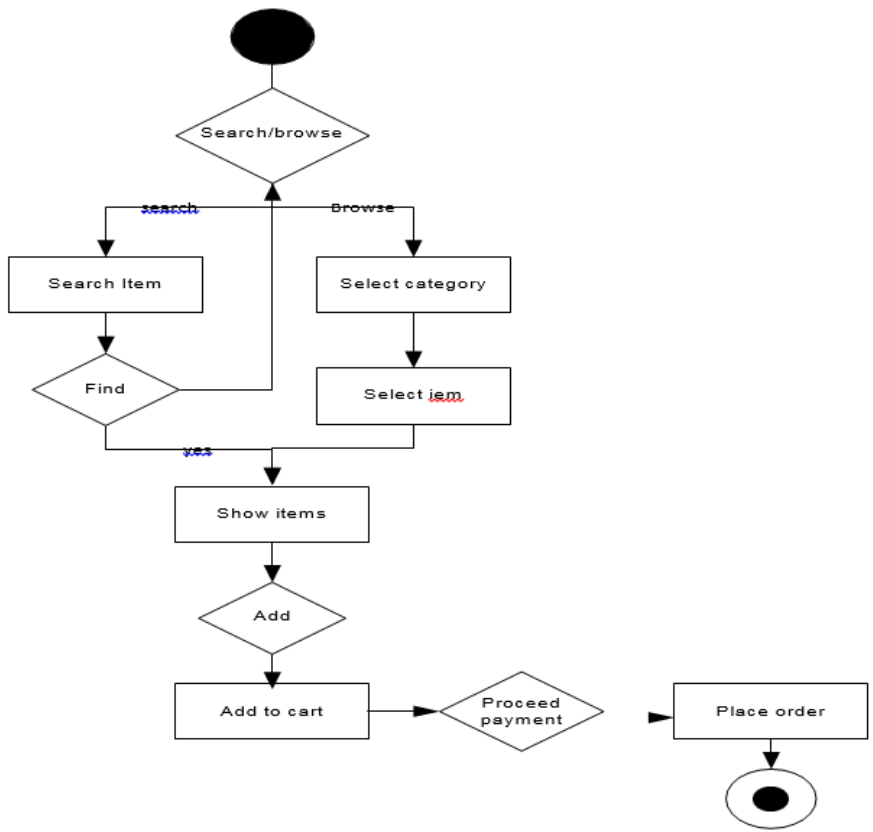 Search/browse
search
Browse
Search Item
Select category
Find
Select iem
yes
Show items
Add
Add to cart
Proceed
payment
Place order